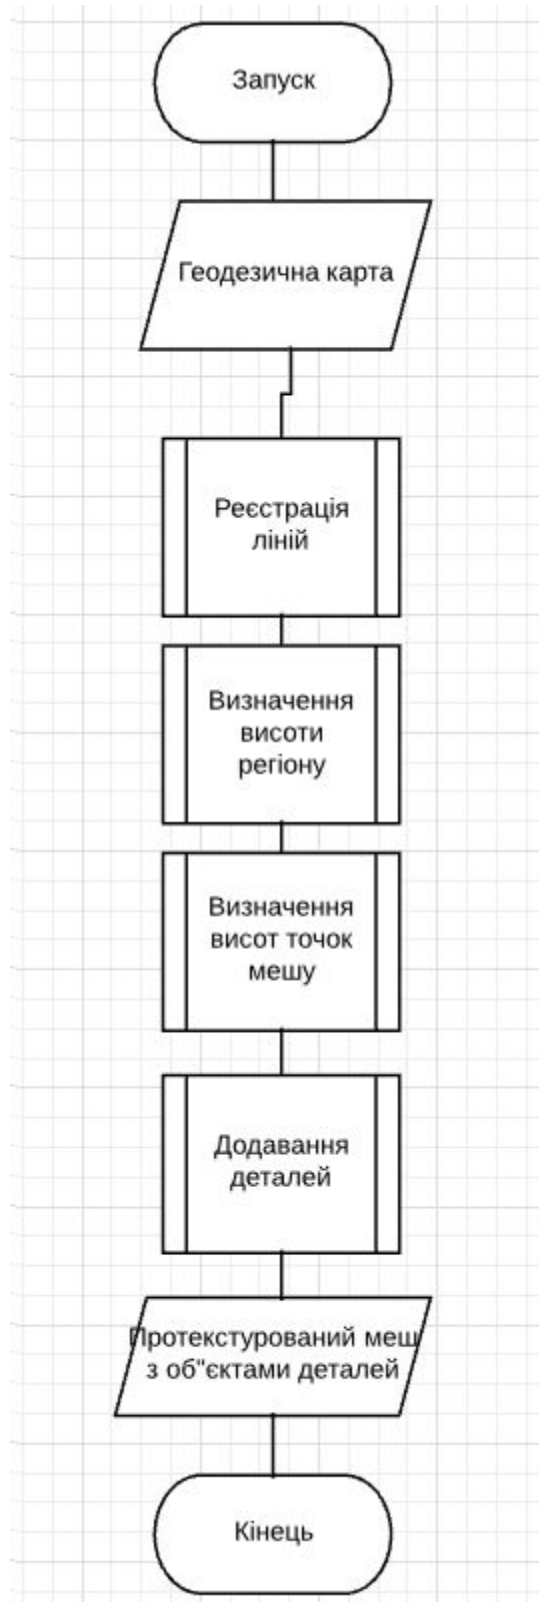 Запуск
Геодезична карта
Реєстрація
ліній
Визначення
висоти
регіону
Визначення
висот точок
мешу
Додавання
деталей
Протекстурований меш
з об"єктами деталей
Кінець